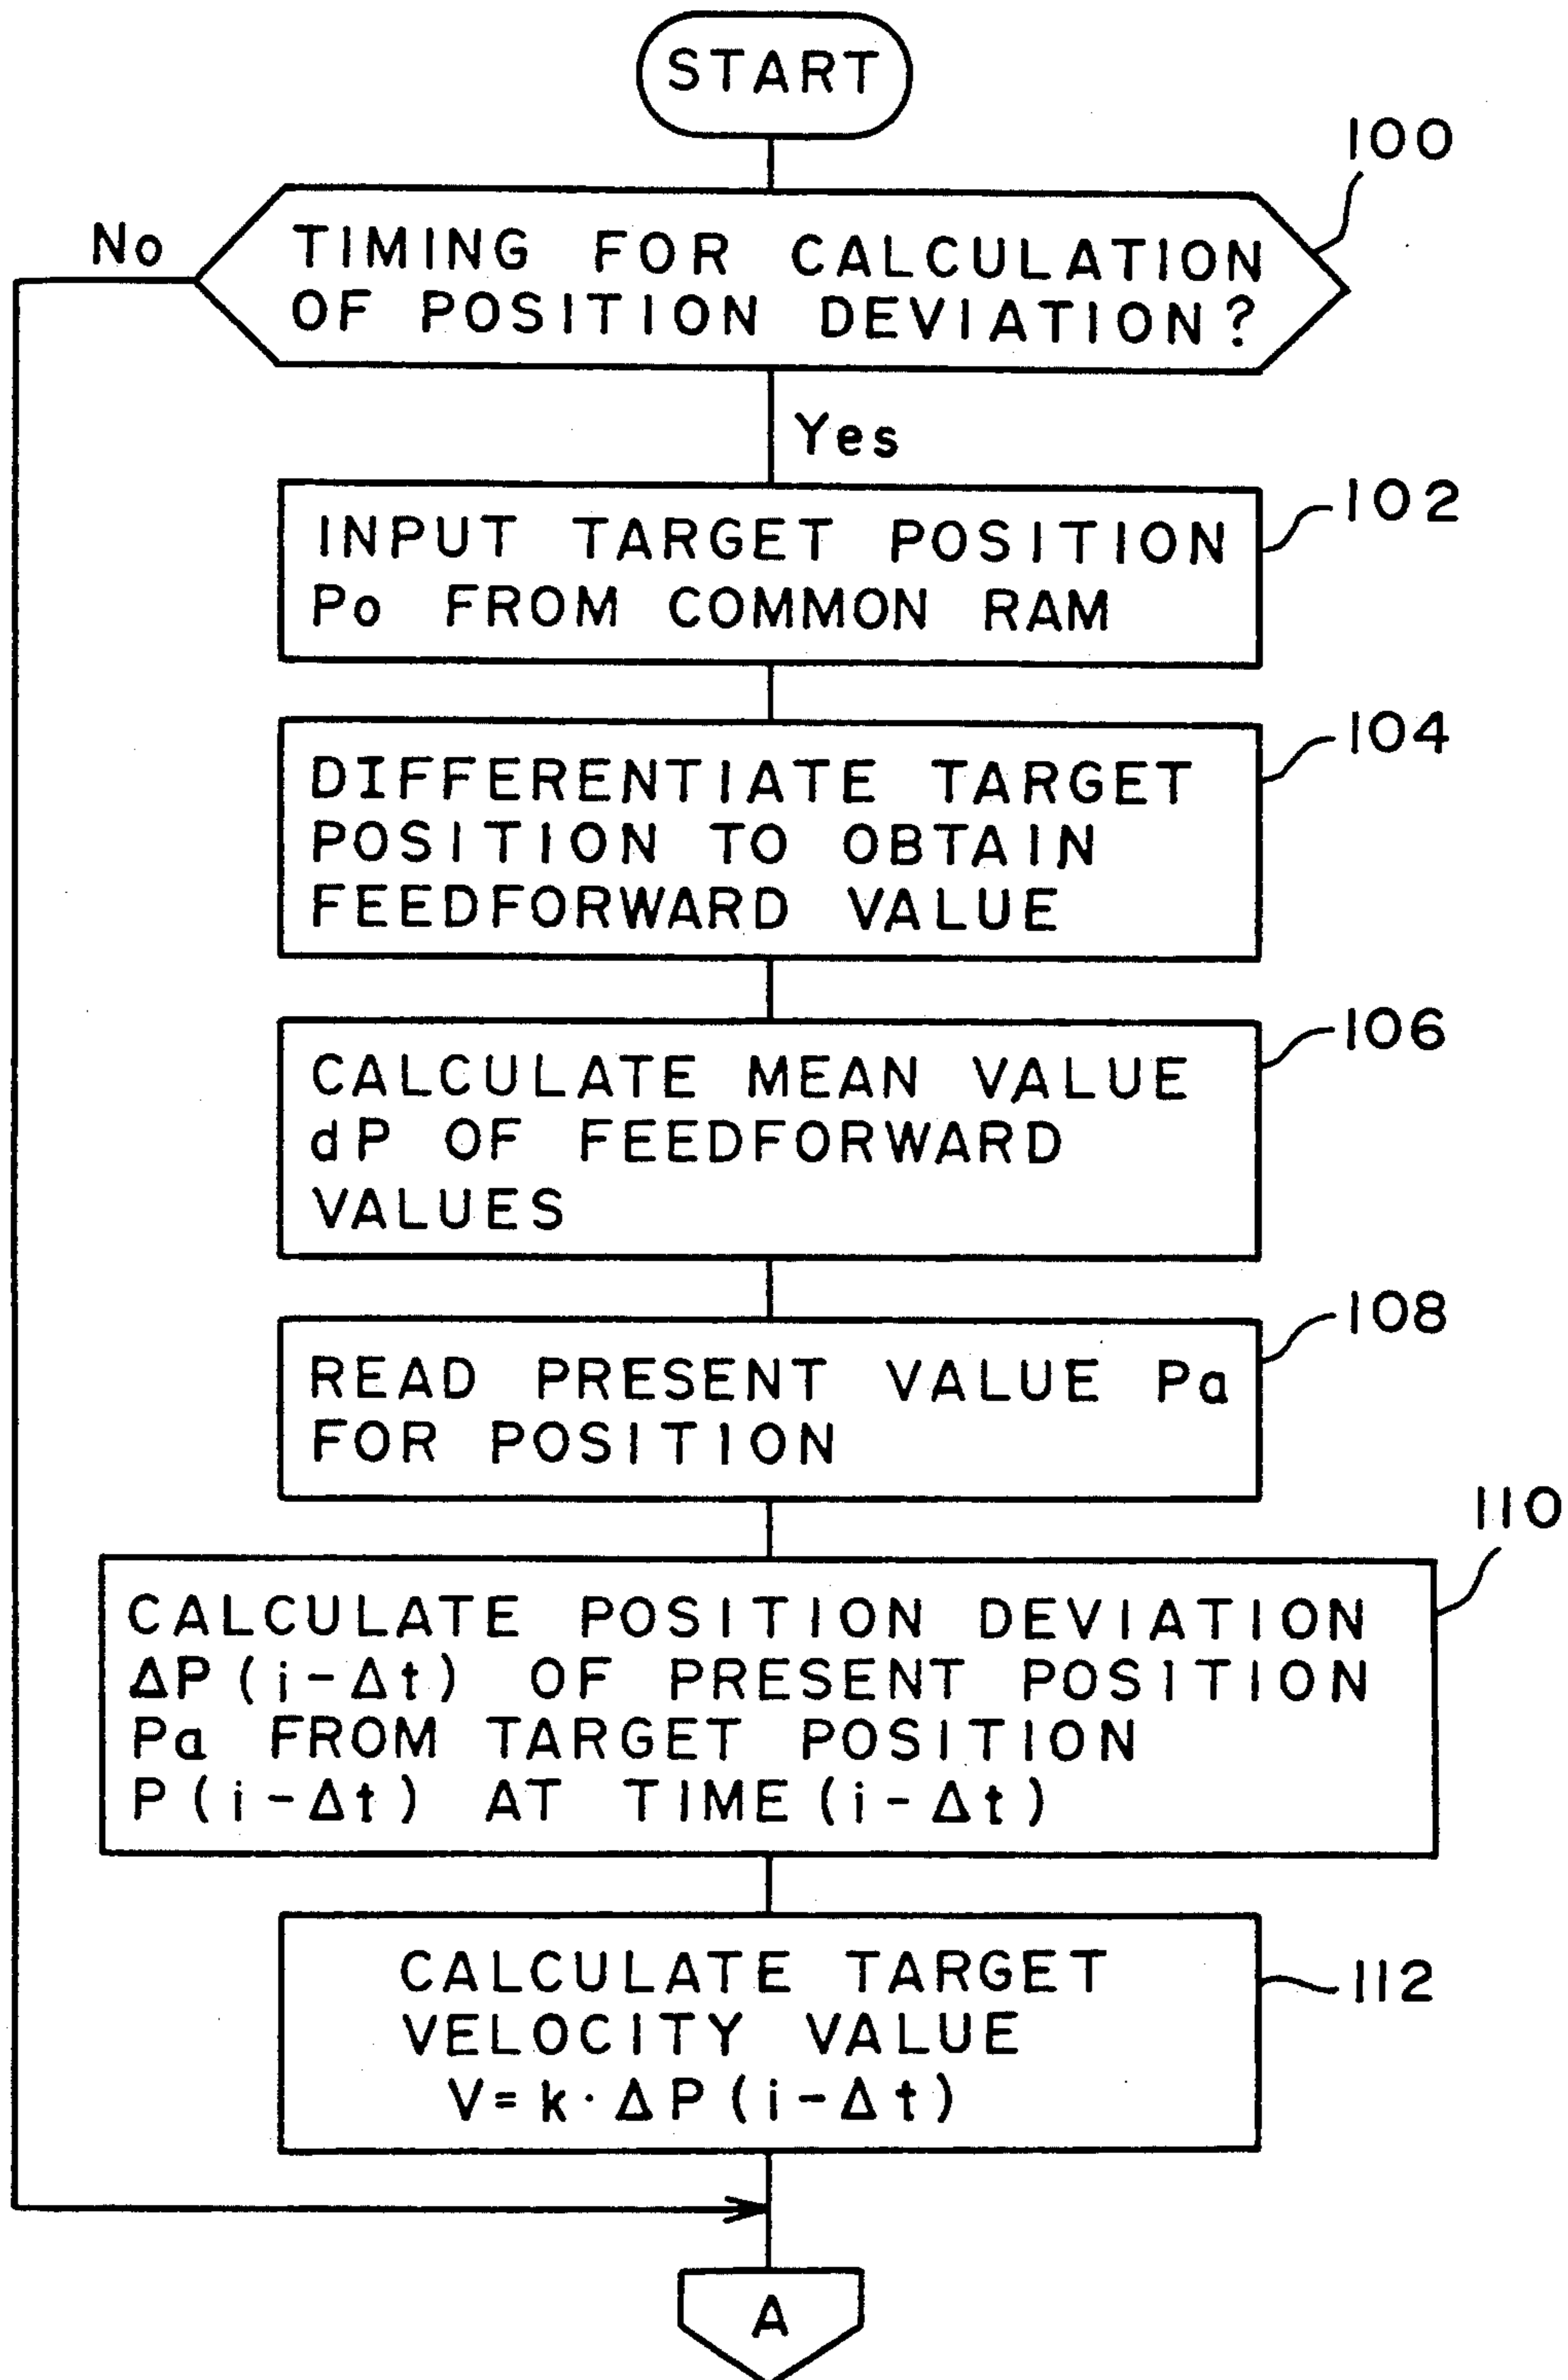 START
100
No
TIMING FOR CALCULATION
OF POSITION DEVIATION?
Yes
102
INPUT TARGET POSITION
Po FROM COMMON RAM
104
DIFFERENTIATE TARGET
POSITION TO OBTAIN
FEEDFORWARD VALUE
106
CALCULATE MEAN VALUE
dP OF FEEDFORWARD
VALUES
108
READ PRESENT VALUE Pa
FOR POSITION
110
CALCULATE POSITION DEVIATION
ΔP(i-Δt) OF PRESENT POSITION
Pa FROM TARGET POSITION
P(i-Δt) AT TIME(i-Δt)
112
CALCULATE TARGET
VELOCITY VALUE
V=k·ΔP(i-Δt)
A